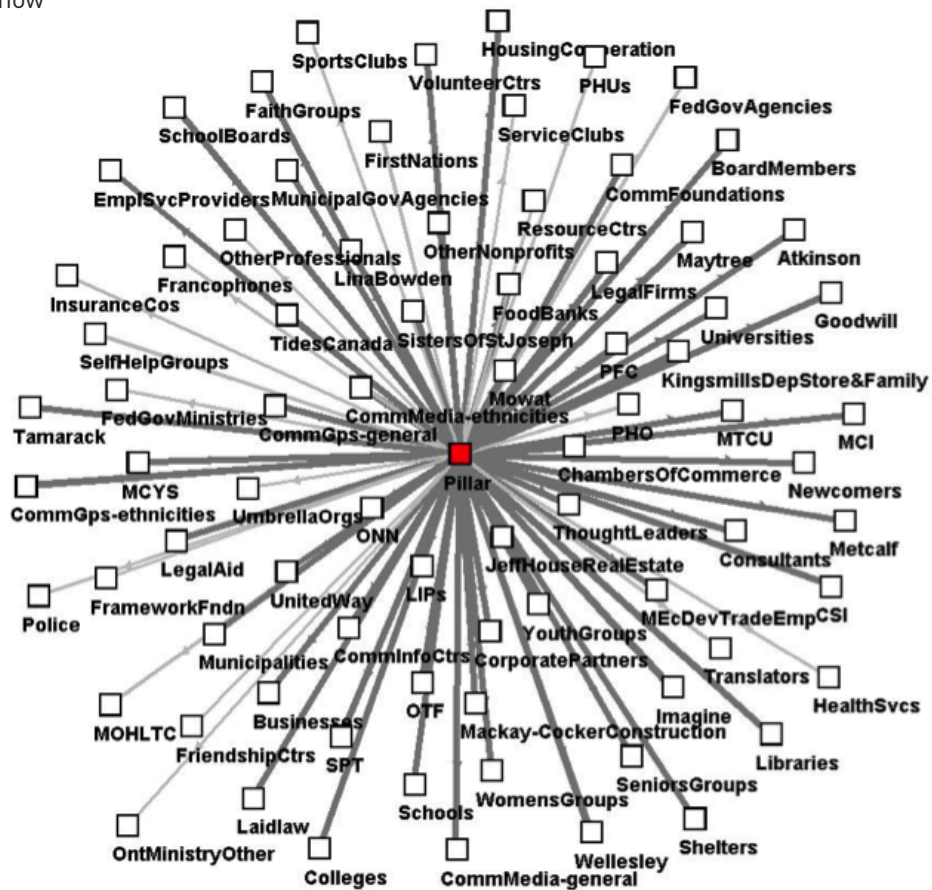 now
SportsClubs
HousingCooperation
VolunteerCtrs
PHUs
FaithGroups
FedGovAgencies
SchoolBoards
ServiceClubs
FirstNations
BoardMembers
EmplSvcProviders
MunicipalGovAgencies
CommFoundations
ResourceCtrs
OtherProfessionals
OtherNonprofits
Maytree
Atkinson
LinaBowden
Francophones
LegalFirms
InsuranceCos
FoodBanks
Goodwill
TidesCanada
SistersOfStJoseph
Universities
SelfHelpGroups
PFC
KingsmillsDepStore&Family
Mowat
FedGovMinistries
CommMedia-ethnicities
Tamarack
CommGps-general
PHO
MTCU
MCI
ChambersOfCommerce
Pillar
MCYS
Newcomers
CommGps-ethnicities
UmbrellaOrgs
ONN
ThoughtLeaders
Metcalf
Consultants
LegalAid
JeffHouseRealEstate
UnitedWay
LIPs
FrameworkFndn
MEcDevTradeEmp
CSI
Police
YouthGroups
CommInfoCtrs
CorporatePartners
Municipalities
Translators
HealthSvcs
OTF
Imagine
Businesses
MOHLTC
Mackay-CockerConstruction
FriendshipCtrs
SPT
Libraries
SeniorsGroups
WomensGroups
Schools
Laidlaw
Shelters
OntMinistryOther
Wellesley
Colleges
CommMedia-general